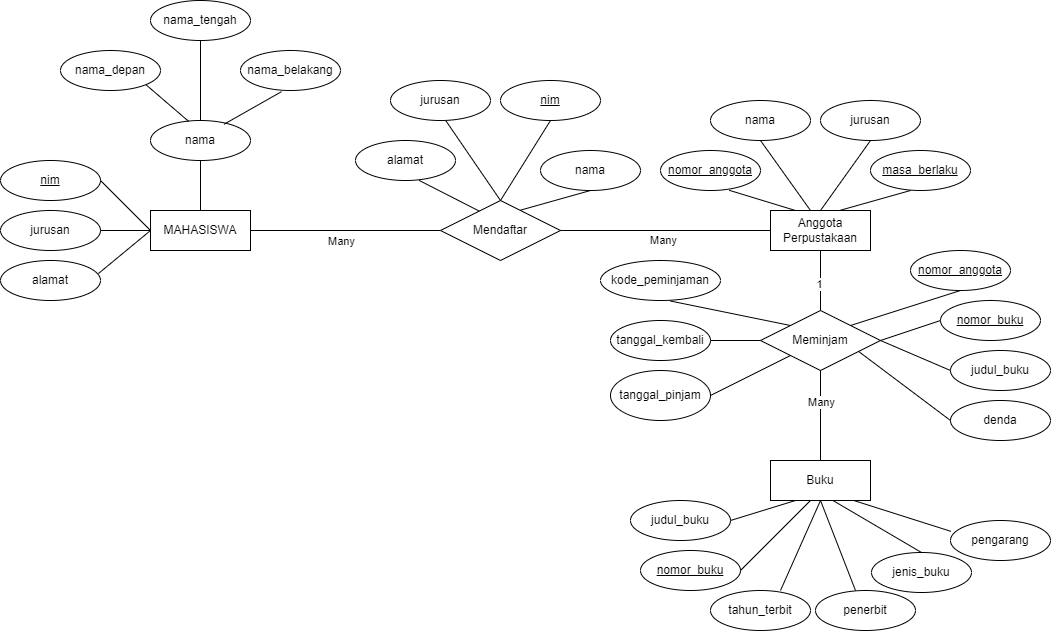 nama_tengah
nama_depan
nama_belakang
nama
nim
jurusan
alamat
MAHASISWA
Many
jurusan
nim
alamat
nama
Mendaftar
Many
nama
jurusan
nomor_anggota
masa_berlaku
Anggota
Perpustakaan
1
kode_peminjaman
tanggal_kembali
tanggal_pinjam
Meminjam
nomor_anggota
nomor_buku
judul_buku
denda
Many
Buku
judul_buku
nomor_buku
tahun_terbit
penerbit
jenis_buku
pengarang